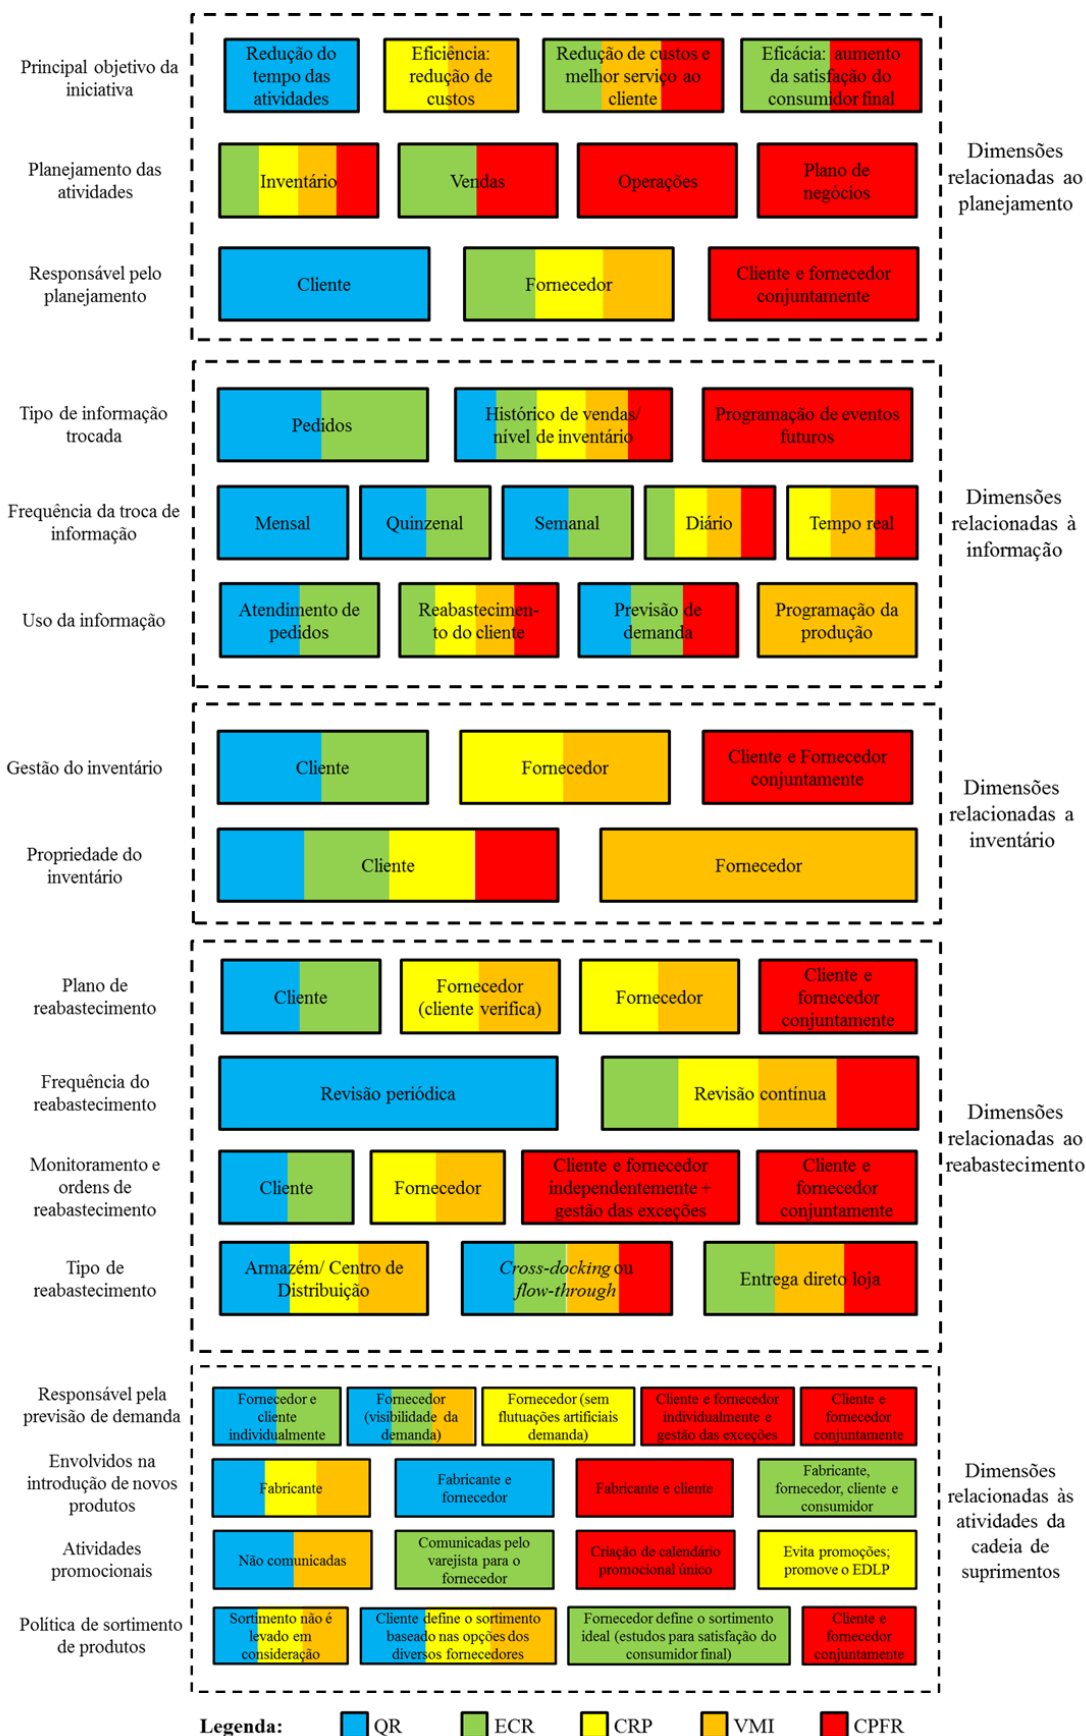 Principal objetivo da
iniciativa
Redução do
tempo das
atividades
Eficiência:
redução de
custos
Redução de custos e
melhor serviço ao
cliente
Eficácia: aumento
da satisfação do
consumidor final
Planejamento das
atividades
Inventário
Vendas
Operações
Plano de
negócios
Responsável pelo
planejamento
Cliente
Fornecedor
Cliente e fornecedor
conjuntamente
Dimensões
relacionadas ao
planejamento
Tipo de informação
trocada
Pedidos
Histórico de vendas/
nível de inventário
Programação de eventos
futuros
Frequência da troca de
informação
Mensal
Quinzenal
Semanal
Diário
Tempo real
Uso da informação
Atendimento de
pedidos
Reabastecimen-
to do cliente
Previsão de
demanda
Programação da
produção
Dimensões
relacionadas à
informação
Gestão do inventário
Cliente
Fornecedor
Cliente e Fornecedor
conjuntamente
Propriedade do
inventário
Cliente
Fornecedor
Dimensões
relacionadas a
inventário
Plano de
reabastecimento
Cliente
Fornecedor
(cliente verifica)
Fornecedor
Cliente e
fornecedor
conjuntamente
Frequência do
reabastecimento
Revisão periódica
Revisão contínua
Monitoramento e
ordens de
reabastecimento
Cliente
Fornecedor
Cliente e fornecedor
independentemente +
gestão das exceções
Cliente e
fornecedor
conjuntamente
Tipo de
reabastecimento
Armazém/ Centro de
Distribuição
Cross-docking ou
flow-through
Entrega direto loja
Dimensões
relacionadas ao
reabastecimento
Responsável pela
previsão de demanda
Fornecedor e
cliente
individualmente
Fornecedor
(visibilidade da
demanda)
Fornecedor (sem
flutuações artificiais
demanda)
Cliente e fornecedor
individualmente e
gestão das exceções
Cliente e
fornecedor
conjuntamente
Envolvidos na
introdução de novos
produtos
Fabricante
Fabricante e
fornecedor
Fabricante e cliente
Fabricante,
fornecedor, cliente e
consumidor
Atividades
promocionais
Não comunicadas
Comunicadas pelo
varejista para o
fornecedor
Criação de calendário
promocional único
Evita promoções;
promove o EDLP
Política de sortimento
de produtos
Sortimento não é
levado em
consideração
Cliente define o sortimento
baseado nas opções dos
diversos fornecedores
Fornecedor define o sortimento
ideal (estudos para satisfação do
consumidor final)
Cliente e
fornecedor
conjuntamente
Dimensões
relacionadas às
atividades da
cadeia de
suprimentos
Legenda:
QR
ECR
CRP
VMI
CPFR